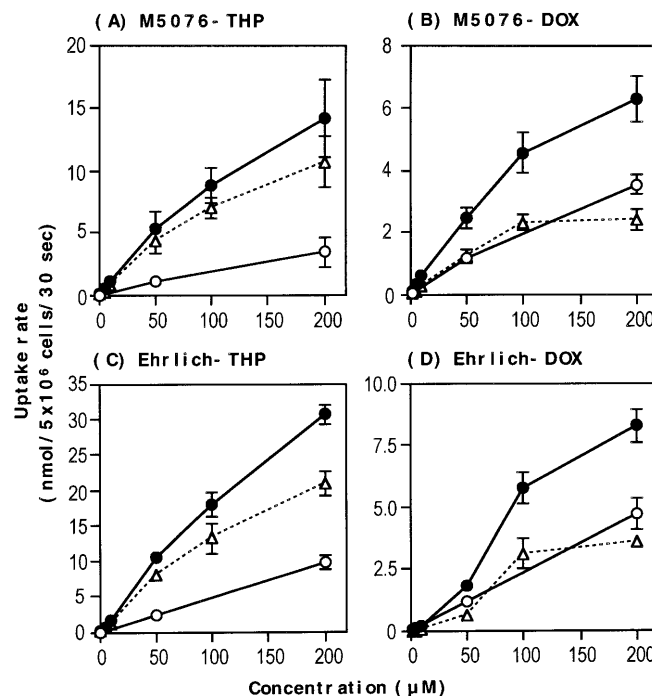 (A) M5076-THP
(B) M5076-DOX
20
15
10
5
0
0 50 100 150 200
8
6
4
2
0
0 50 100 150 200
(C) Ehrlich-THP
(D) Ehrlich-DOX
35
30
25
20
15
10
5
0
0 50 100 150 200
10.0
7.5
5.0
2.5
0
0 50 100 150 200
Uptake rate
(nmol/5x10⁶ cells/30 sec)
Concentration (μM)